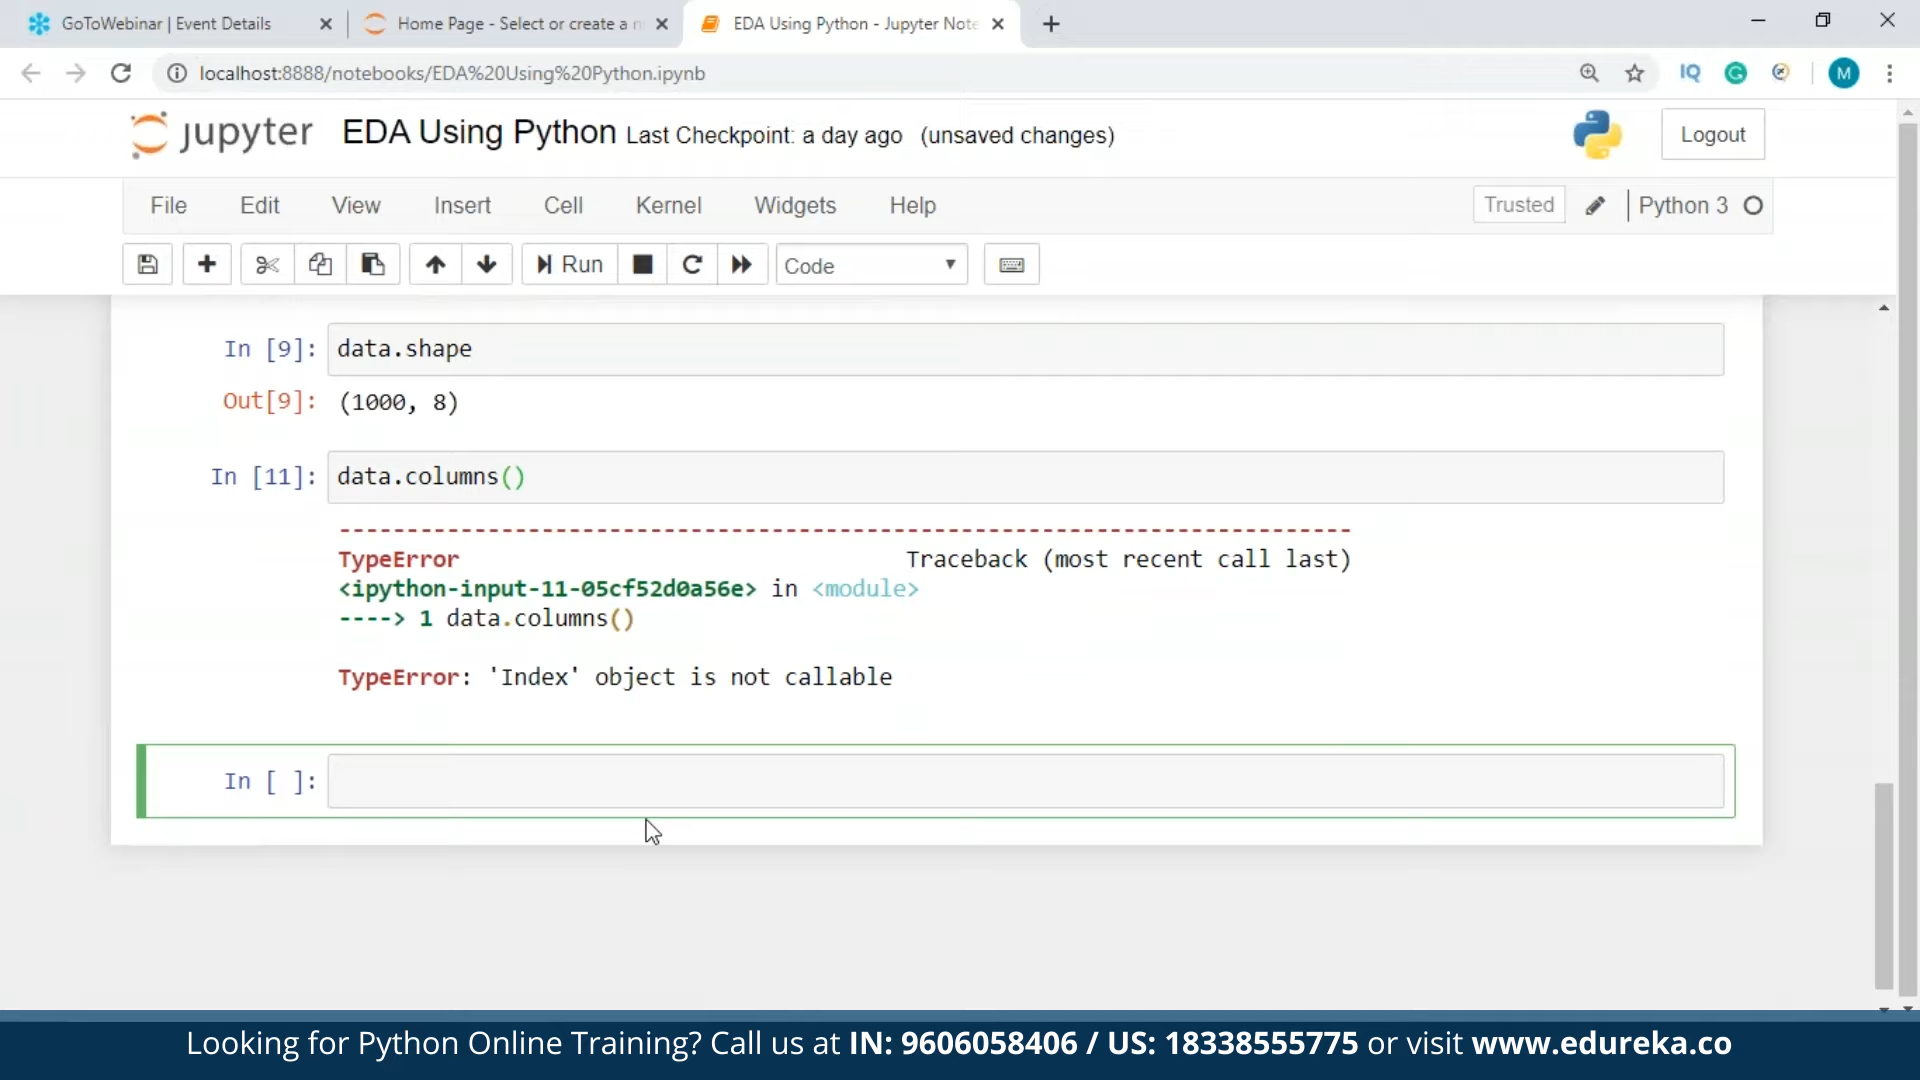 GoToWebinar | Event Details
Home Page - Select or create a n
EDA Using Python - Jupyter Note
localhost:8888/notebooks/EDA%20Using%20Python.ipynb
IQ
G
M
jupyter EDA Using Python Last Checkpoint: a day ago (unsaved changes)
Logout
File Edit View Insert Cell Kernel Widgets Help
Trusted
Python 3
Run
Code
In [9]: data.shape
Out[9]: (1000, 8)
In [11]: data.columns()
---------------------------------------------------------------------------
TypeError Traceback (most recent call last)
<ipython-input-11-05cf52d0a56e> in <module>
----> 1 data.columns()
TypeError: 'Index' object is not callable
In [ ]:
Looking for Python Online Training? Call us at IN: 9606058406 / US: 18338555775 or visit www.edureka.co